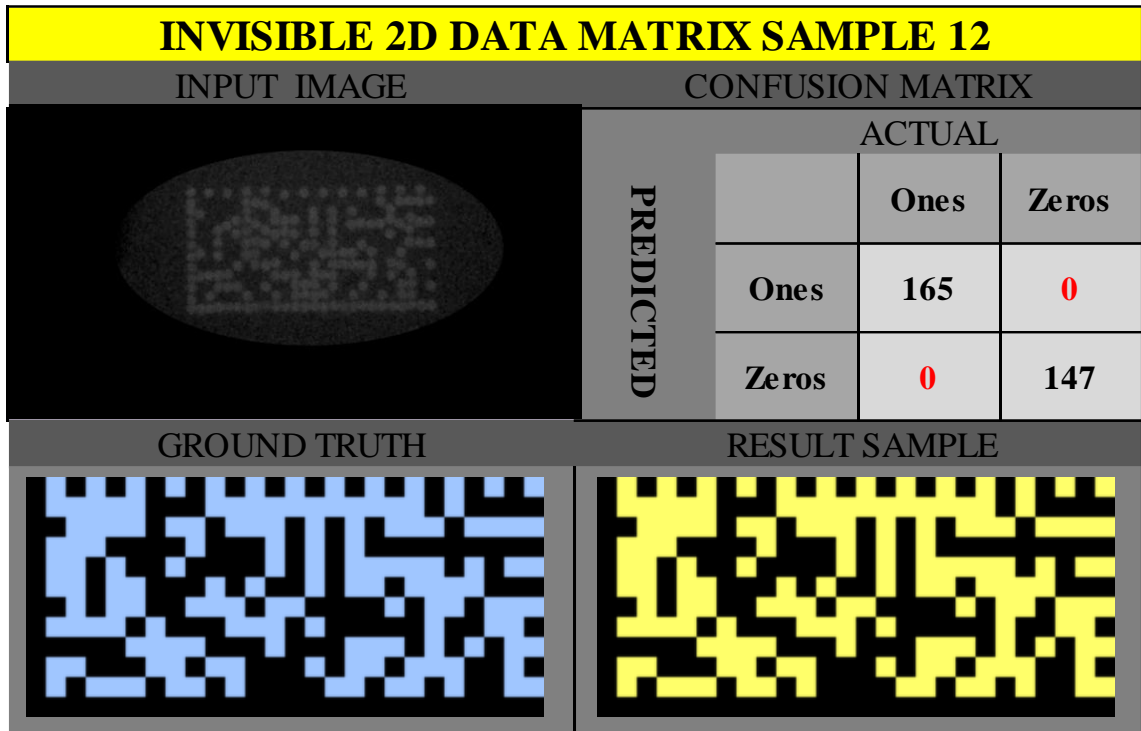 INVISIBLE 2D DATA MATRIX SAMPLE 12
INPUT IMAGE
CONFUSION MATRIX
ACTUAL
PREDICTED
Ones Zeros
Ones 165 0
Zeros 0 147
GROUND TRUTH
RESULT SAMPLE